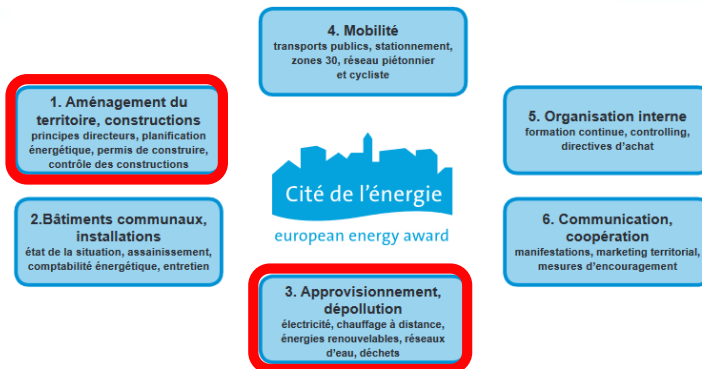 4. Mobilité
transports publics, stationnement,
zones 30, réseau piétonnier
et cycliste
1. Aménagement du
territoire, constructions
principes directeurs, planification
énergétique, permis de construire,
contrôle des constructions
5. Organisation interne
formation continue, controlling,
directives d'achat
Cité de l'énergie
european energy award
2.Bâtiments communaux,
installations
état de la situation, assainissement,
comptabilité énergétique, entretien
6. Communication,
coopération
manifestations, marketing territorial,
mesures d'encouragement
3. Approvisionnement,
dépollution
électricité, chauffage à distance,
énergies renouvelables, réseaux
d'eau, déchets